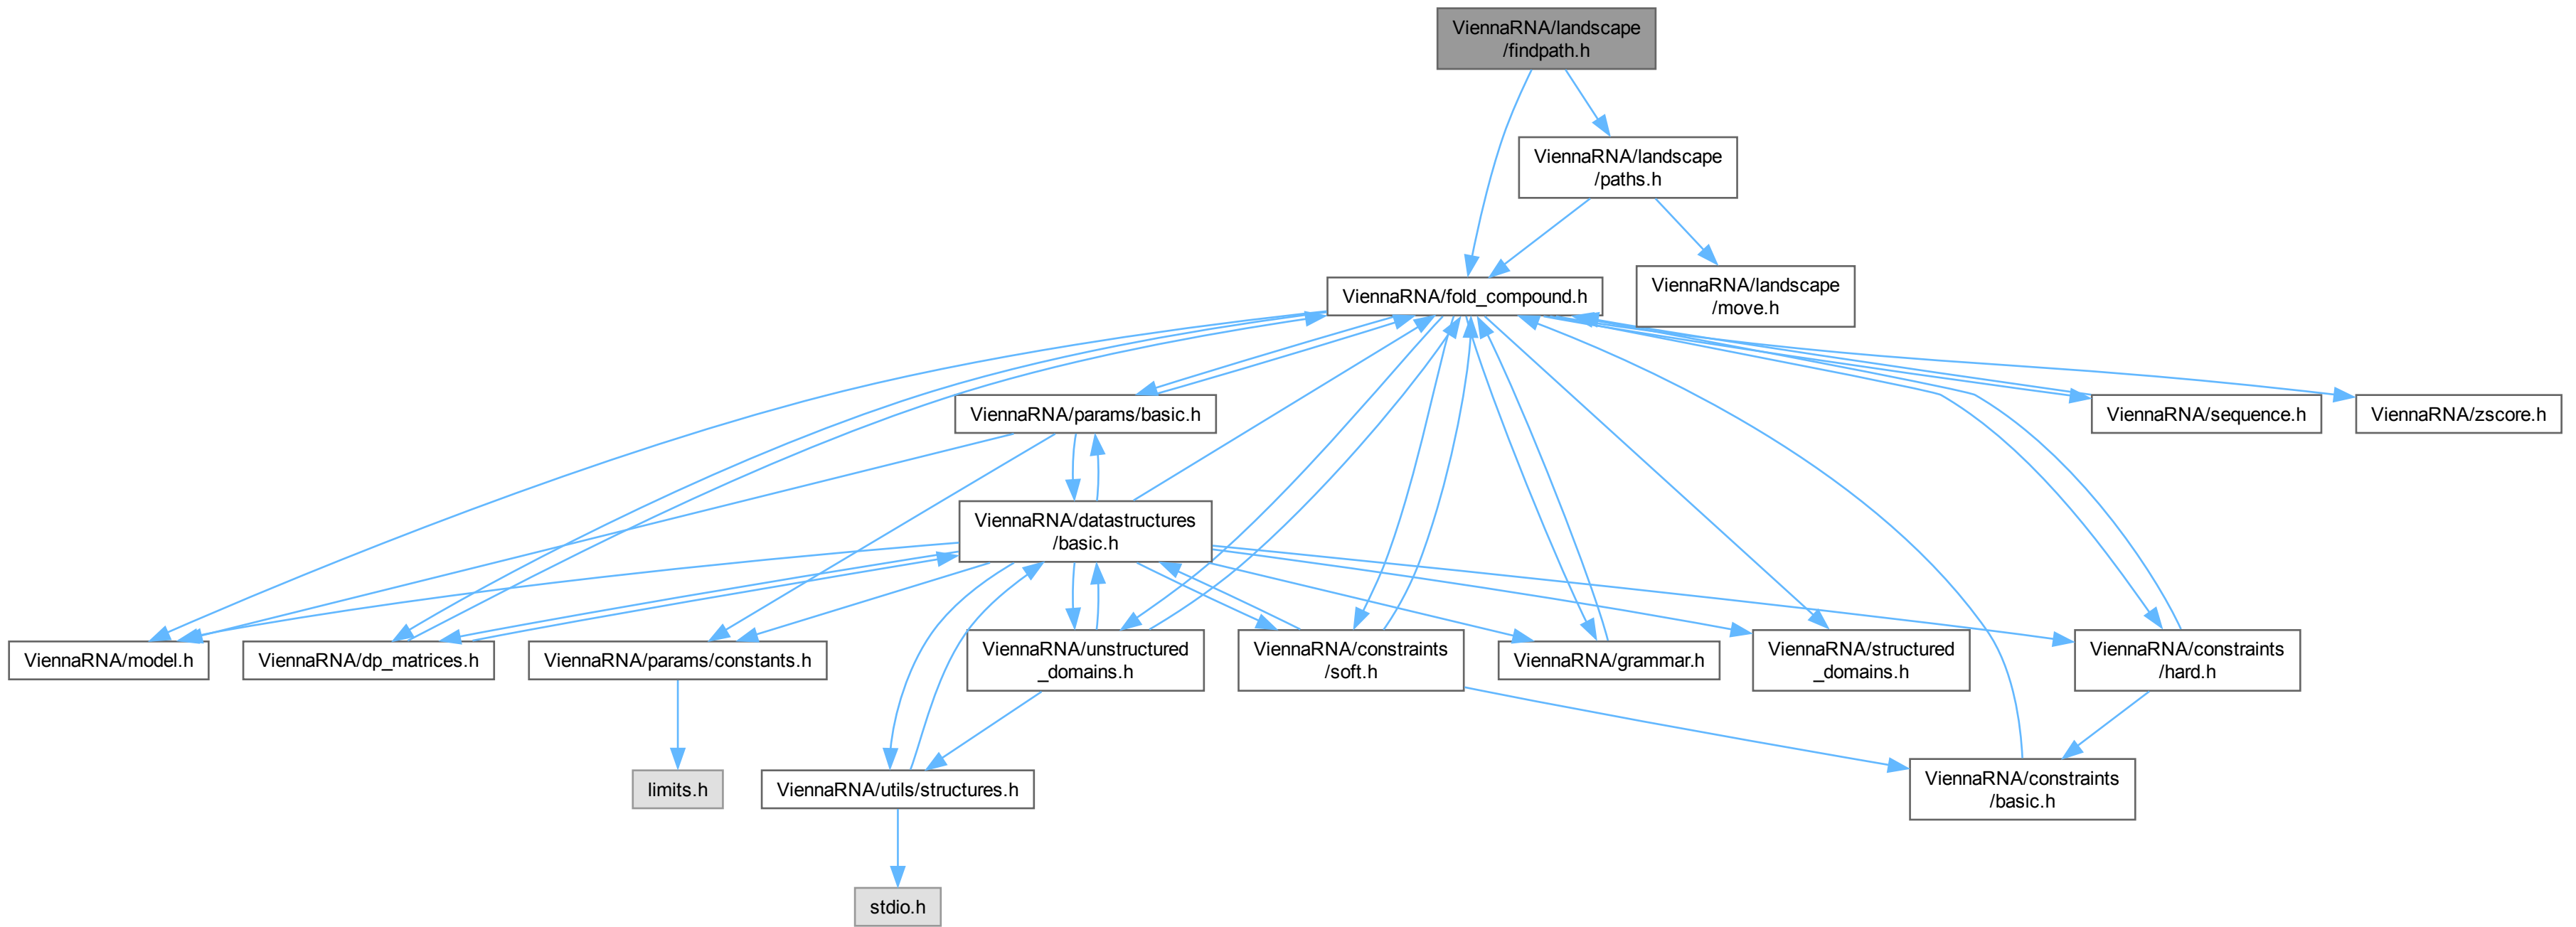 ViennaRNA/landscape
/findpath.h
ViennaRNA/landscape
/paths.h
ViennaRNA/fold_compound.h
ViennaRNA/landscape
/move.h
ViennaRNA/params/basic.h
ViennaRNA/sequence.h
ViennaRNA/zscore.h
ViennaRNA/datastructures
/basic.h
ViennaRNA/model.h
ViennaRNA/dp_matrices.h
ViennaRNA/params/constants.h
ViennaRNA/unstructured
_domains.h
ViennaRNA/constraints
/soft.h
ViennaRNA/grammar.h
ViennaRNA/structured
_domains.h
ViennaRNA/constraints
/hard.h
limits.h
ViennaRNA/utils/structures.h
ViennaRNA/constraints
/basic.h
stdio.h